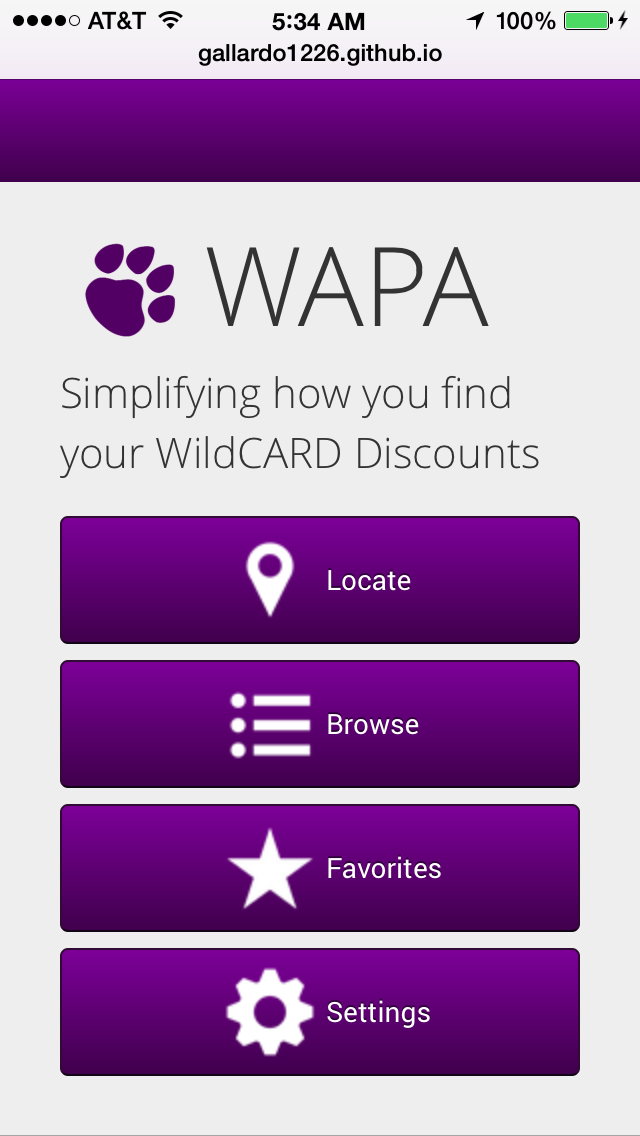 AT&T 5:34 AM 100%
gallardo1226.github.io
WAPA
Simplifying how you find
your WildCARD Discounts
Locate
Browse
Favorites
Settings